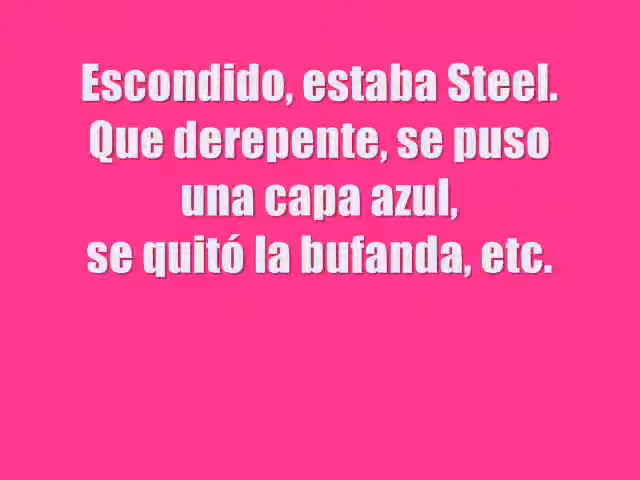 Escondido, estaba Steel.
Que derepente, se puso
una capa azul,
se quitó la bufanda, etc.